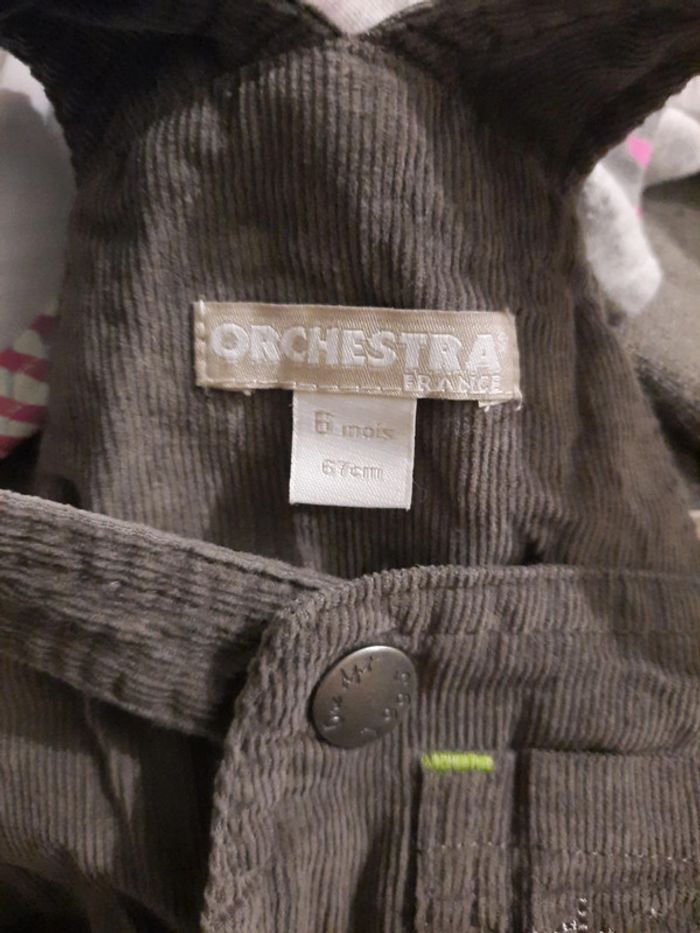 ORCHESTRA
FRANCE
6 mois
67cm